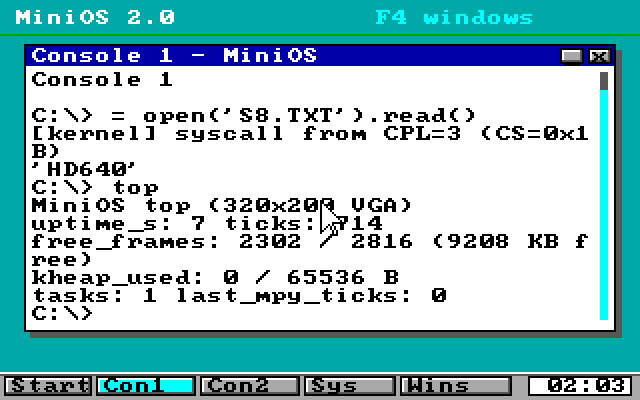 MiniOS 2.0 F4 windows
Console 1 - MiniOS
Console 1
C:\> = open('S8.TXT').read()
[kernel] syscall from CPL=3 (CS=0x1
B)
'HD640'
C:\> top
MiniOS top (320x200 VGA)
uptime_s: 7 ticks: 714
free_frames: 2302 / 2816 (9208 KB f
ree)
kheap_used: 0 / 65536 B
tasks: 1 last_mpy_ticks: 0
C:\>
Start Con1 Con2 Sys Wins 02:03